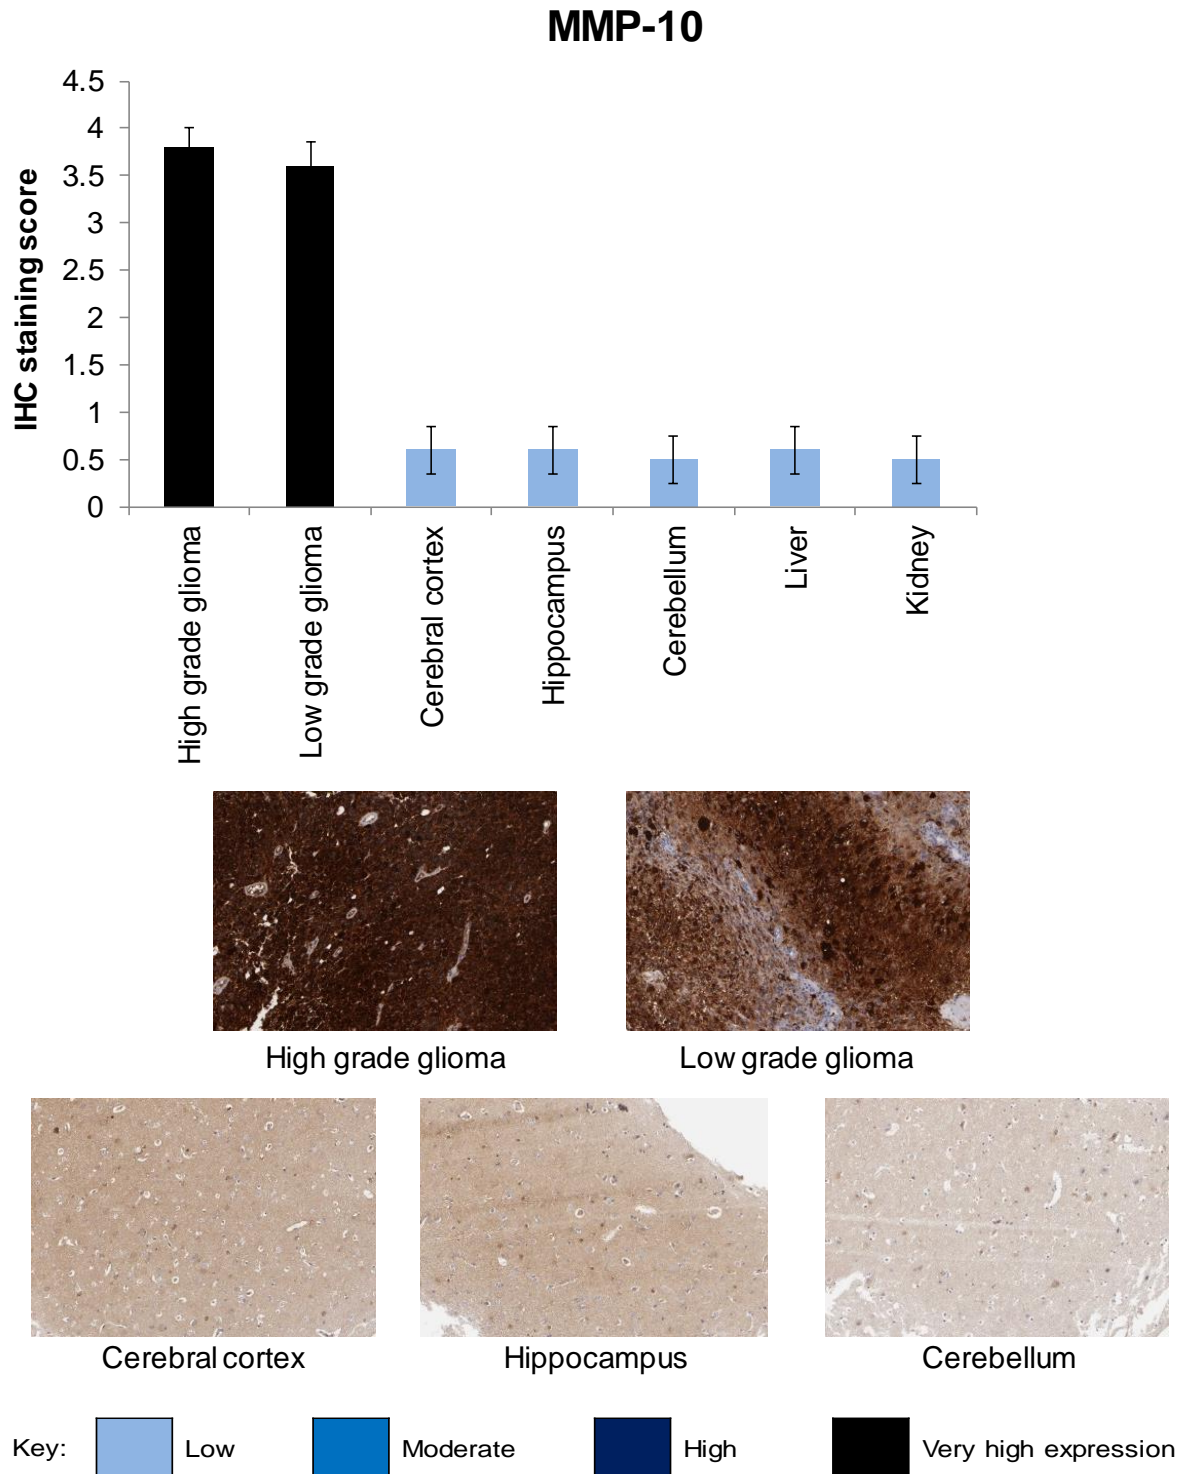 MMP-10
IHC staining score
4.5
4
3.5
3
2.5
2
1.5
1
0.5
0
High grade glioma
Low grade glioma
Cerebral cortex
Hippocampus
Cerebellum
Liver
Kidney
High grade glioma
Low grade glioma
Cerebral cortex
Hippocampus
Cerebellum
Key: Low Moderate High Very high expression